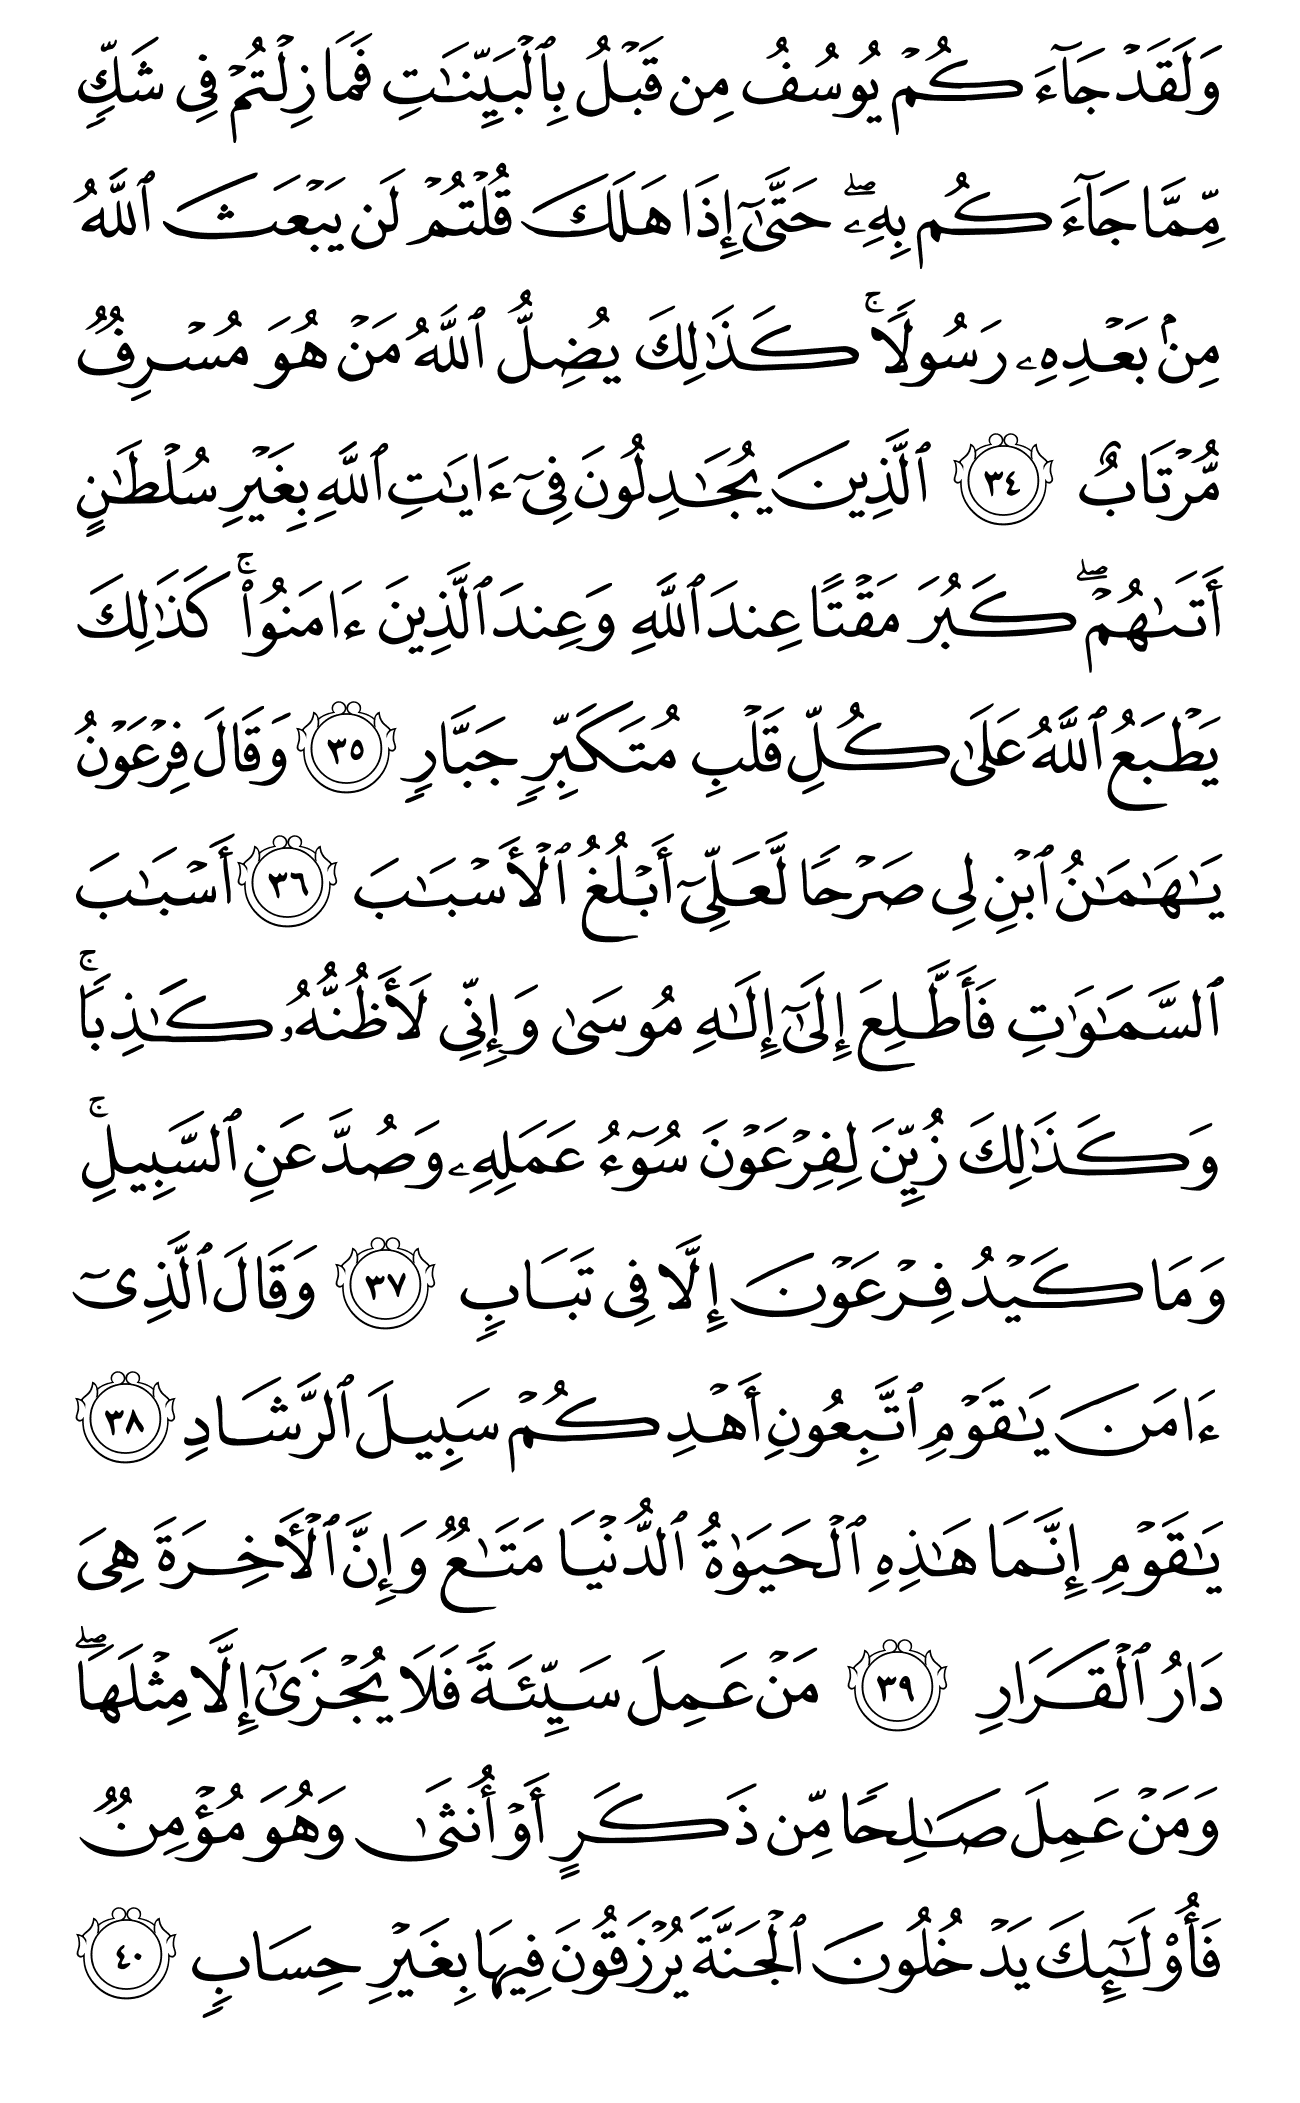 وَلَقَدۡ جَآءَكُمۡ يُوسُفُ مِن قَبۡلُ بِٱلۡبَيِّنَٰتِ فَمَا زِلۡتُمۡ فِي شَكّٖ
مِّمَّا جَآءَكُم بِهِۦۖ حَتَّىٰٓ إِذَا هَلَكَ قُلۡتُمۡ لَن يَبۡعَثَ ٱللَّهُ
مِنۢ بَعۡدِهِۦ رَسُولٗاۚ كَذَٰلِكَ يُضِلُّ ٱللَّهُ مَنۡ هُوَ مُسۡرِفٞ
مُّرۡتَابٌ ٣٤ ٱلَّذِينَ يُجَٰدِلُونَ فِيٓ ءَايَٰتِ ٱللَّهِ بِغَيۡرِ سُلۡطَٰنٍ
أَتَىٰهُمۡۖ كَبُرَ مَقۡتًا عِندَ ٱللَّهِ وَعِندَ ٱلَّذِينَ ءَامَنُواْۚ كَذَٰلِكَ
يَطۡبَعُ ٱللَّهُ عَلَىٰ كُلِّ قَلۡبِ مُتَكَبِّرٖ جَبَّارٖ ٣٥ وَقَالَ فِرۡعَوۡنُ
يَٰهَٰمَٰنُ ٱبۡنِ لِي صَرۡحٗا لَّعَلِّيٓ أَبۡلُغُ ٱلۡأَسۡبَٰبَ ٣٦ أَسۡبَٰبَ
ٱلسَّمَٰوَٰتِ فَأَطَّلِعَ إِلَىٰٓ إِلَٰهِ مُوسَىٰ وَإِنِّي لَأَظُنُّهُۥ كَٰذِبٗاۚ
وَكَذَٰلِكَ زُيِّنَ لِفِرۡعَوۡنَ سُوٓءُ عَمَلِهِۦ وَصُدَّ عَنِ ٱلسَّبِيلِۚ
وَمَا كَيۡدُ فِرۡعَوۡنَ إِلَّا فِي تَبَابٖ ٣٧ وَقَالَ ٱلَّذِيٓ
ءَامَنَ يَٰقَوۡمِ ٱتَّبِعُونِ أَهۡدِكُمۡ سَبِيلَ ٱلرَّشَادِ ٣٨
يَٰقَوۡمِ إِنَّمَا هَٰذِهِ ٱلۡحَيَوٰةُ ٱلدُّنۡيَا مَتَٰعٞ وَإِنَّ ٱلۡأٓخِرَةَ هِيَ
دَارُ ٱلۡقَرَارِ ٣٩ مَنۡ عَمِلَ سَيِّئَةٗ فَلَا يُجۡزَىٰٓ إِلَّا مِثۡلَهَاۖ
وَمَنۡ عَمِلَ صَٰلِحٗا مِّن ذَكَرٍ أَوۡ أُنثَىٰ وَهُوَ مُؤۡمِنٞ
فَأُوْلَٰٓئِكَ يَدۡخُلُونَ ٱلۡجَنَّةَ يُرۡزَقُونَ فِيهَا بِغَيۡرِ حِسَابٖ ٤٠